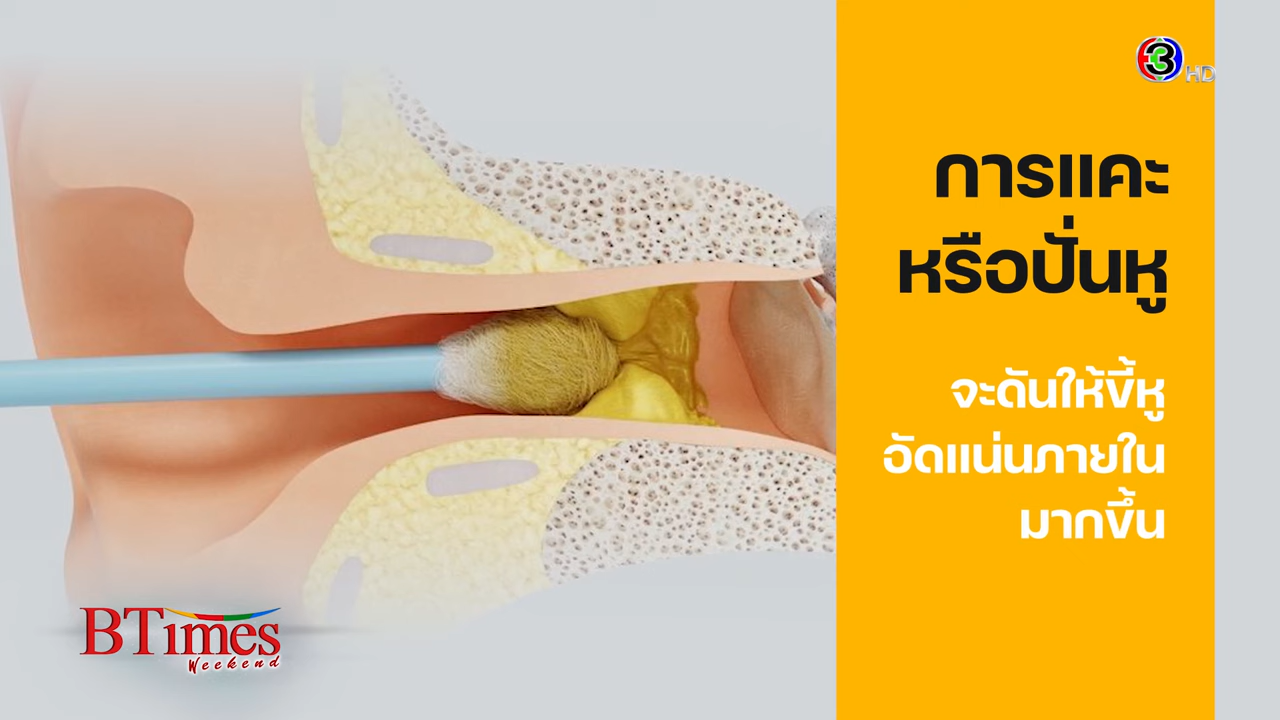 3 HD
การแคะ
หรือปั่นหู
จะดันให้ขี้หู
อัดแน่นภายใน
มากขึ้น
BTimes
Weekend